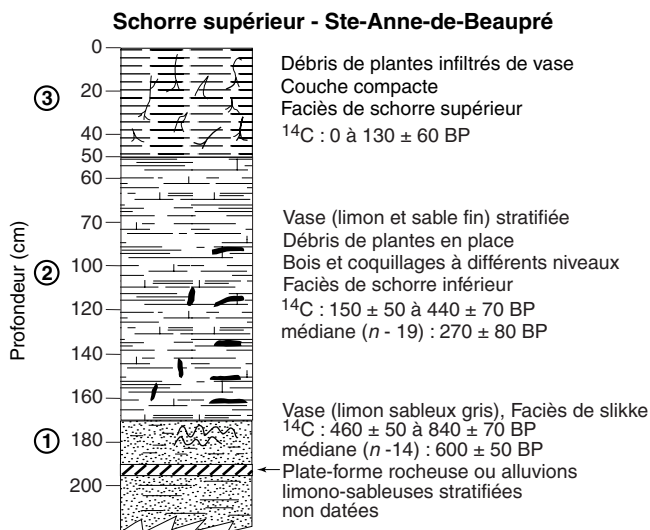 Schorre supérieur - Ste-Anne-de-Beaupré
Profondeur (cm)
0
20
40
50
60
70
100
120
140
160
180
200
③
②
①
Débris de plantes infiltrés de vase
Couche compacte
Faciès de schorre supérieur
¹⁴C : 0 à 130 ± 60 BP
Vase (limon et sable fin) stratifiée
Débris de plantes en place
Bois et coquillages à différents niveaux
Faciès de schorre inférieur
¹⁴C : 150 ± 50 à 440 ± 70 BP
médiane (n - 19) : 270 ± 80 BP
Vase (limon sableux gris), Faciès de slikke
¹⁴C : 460 ± 50 à 840 ± 70 BP
médiane (n -14) : 600 ± 50 BP
Plate-forme rocheuse ou alluvions
limono-sableuses stratifiées
non datées